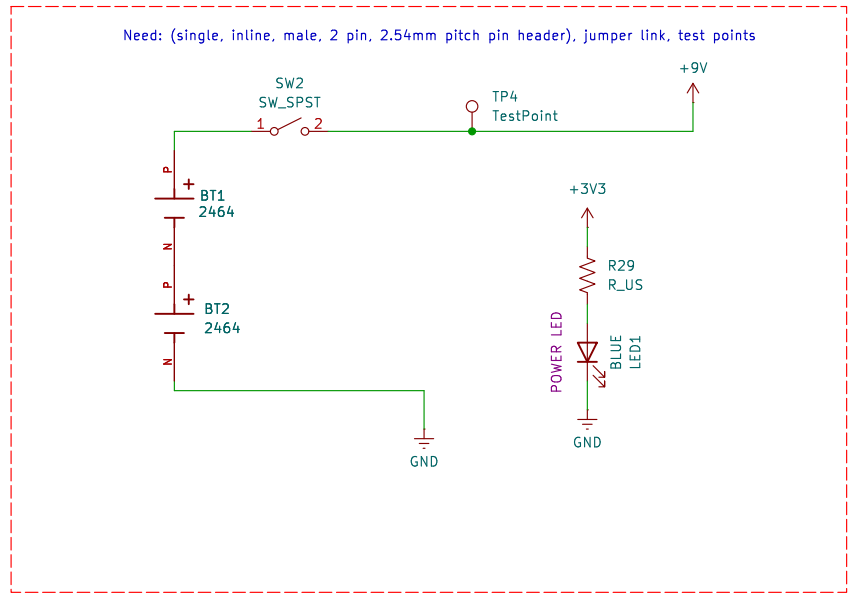 Need: (single, inline, male, 2 pin, 2.54mm pitch pin header), jumper link, test points
+9V
SW2
SW_SPST
1
2
TP4
TestPoint
P
+
BT1
2464
N
P
+
BT2
2464
N
GND
+3V3
R29
R_US
POWER LED
BLUE
LED1
GND